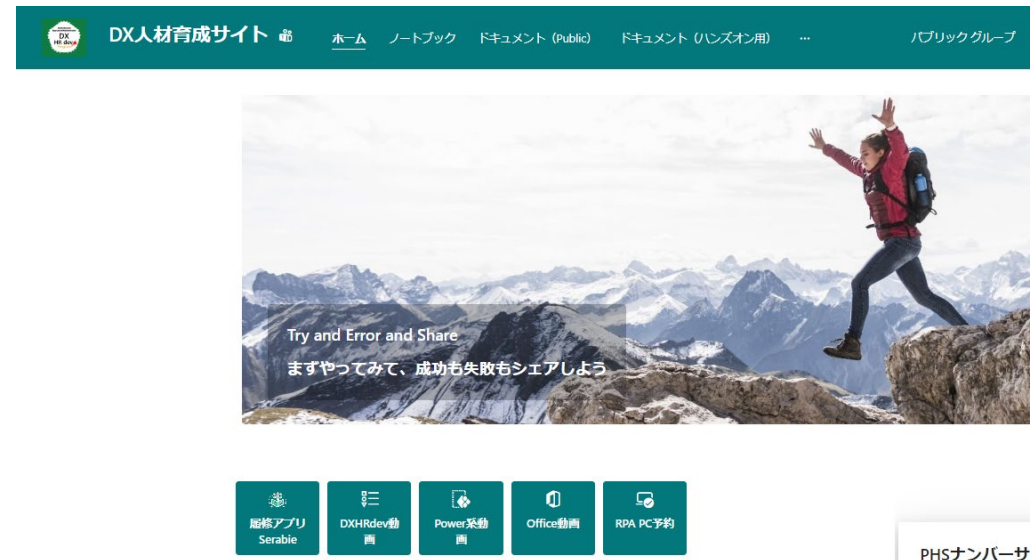 DX
HR dev
DX人材育成サイト
ホーム ノートブック ドキュメント (Public) ドキュメント (ハンズオン用) … パブリック グループ
Try and Error and Share
まずやってみて、成功も失敗もシェアしよう
履修アプリ
Serabie
DXHRdev動
画
Power系動
画
Office動画
RPA PC予約
PHSナンバーサ